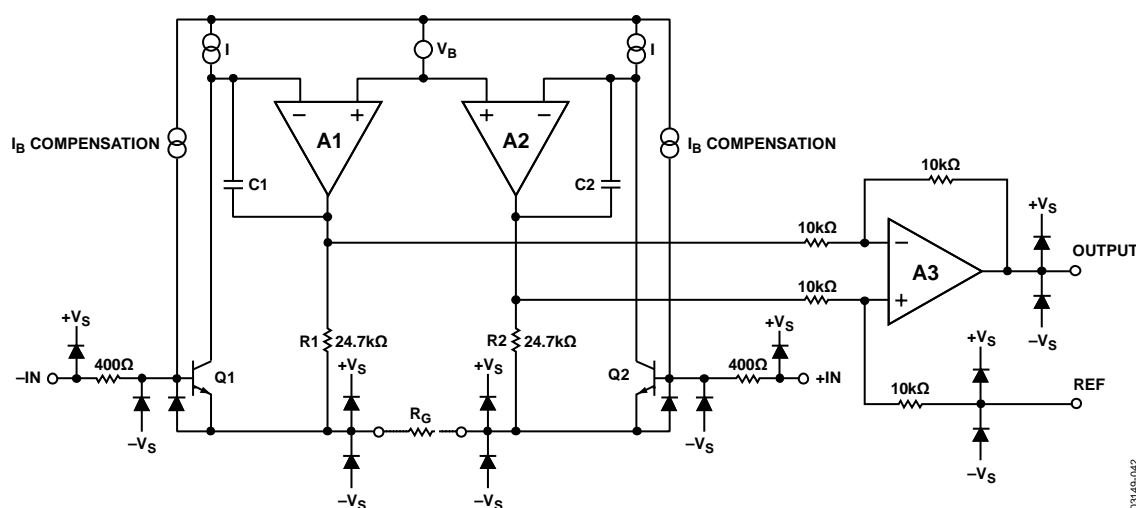 I
V_B
I
A1
− +
A2
+ −
I_B COMPENSATION
I_B COMPENSATION
C1
C2
10kΩ
10kΩ
10kΩ
A3
−
+
+V_S
OUTPUT
−V_S
R1 24.7kΩ
R2 24.7kΩ
+V_S
−IN
400Ω
−V_S
Q1
+V_S
+V_S
Q2
+V_S
400Ω
+IN
−V_S
R_G
−V_S
−V_S
10kΩ
+V_S
REF
−V_S
03149-042